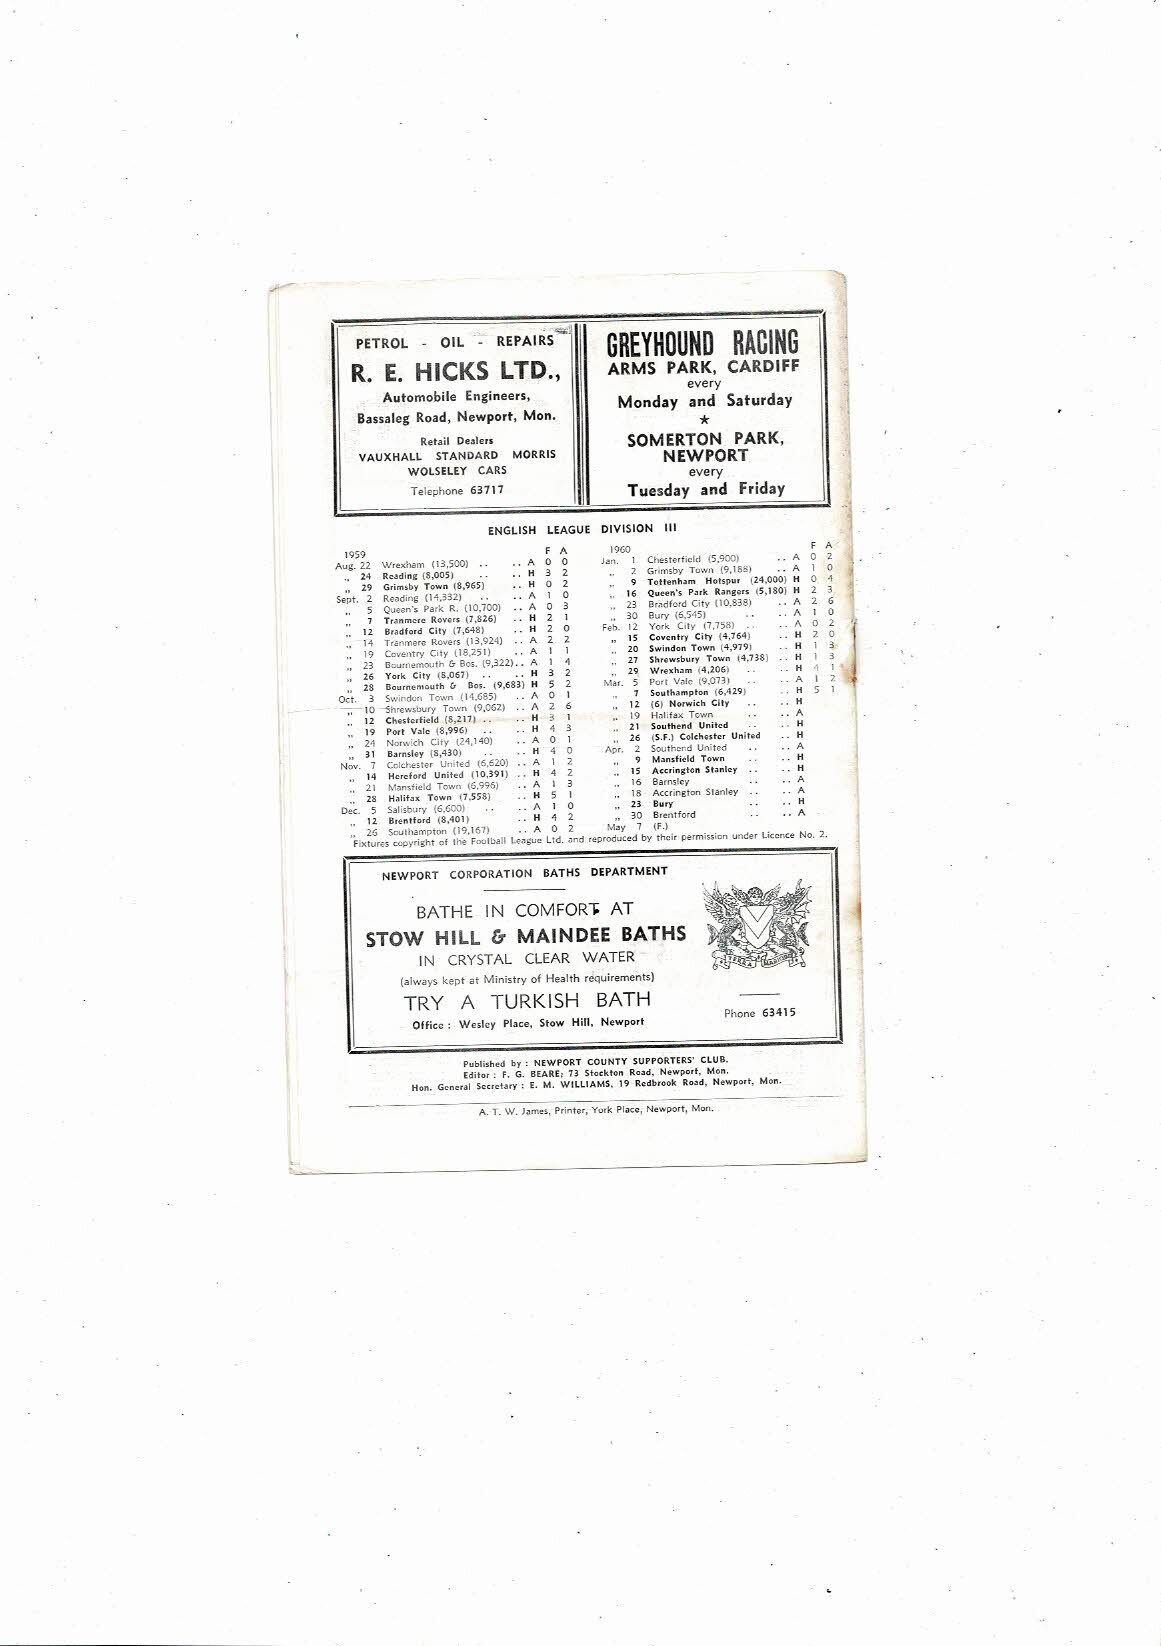 PETROL - OIL - REPAIRS
R. E. HICKS LTD.,
Automobile Engineers,
Bassaleg Road, Newport, Mon.
Retail Dealers
VAUXHALL STANDARD MORRIS
WOLSELEY CARS
Telephone 63717
GREYHOUND RACING
ARMS PARK, CARDIFF
every
Monday and Saturday
★
SOMERTON PARK,
NEWPORT
every
Tuesday and Friday
ENGLISH LEAGUE DIVISION III
1959 F A
Aug. 22 Wrexham (13,500) .. .. A 0 0
„ 24 Reading (8,005) .. .. H 3 2
„ 29 Grimsby Town (8,965) .. H 0 2
Sept. 2 Reading (14,332) .. .. A 1 0
„ 5 Queen's Park R. (10,700) .. A 0 3
„ 7 Tranmere Rovers (7,826) .. H 2 1
„ 12 Bradford City (7,648) .. H 2 0
„ 14 Tranmere Rovers (13,924) .. A 2 2
„ 19 Coventry City (18,251) .. A 1 1
„ 23 Bournemouth & Bos. (9,322).. A 1 4
„ 26 York City (8,067) .. .. H 3 2
„ 28 Bournemouth & Bos. (9,683) H 5 2
Oct. 3 Swindon Town (14,685) .. A 0 1
„ 10 Shrewsbury Town (9,062) .. A 2 6
„ 12 Chesterfield (8,217) .. .. H 3 1
„ 19 Port Vale (8,996) .. .. H 4 3
„ 24 Norwich City (24,140) .. A 0 1
„ 31 Barnsley (8,430) .. .. H 4 0
Nov. 7 Colchester United (6,620) .. A 1 2
„ 14 Hereford United (10,391) .. H 4 2
„ 21 Mansfield Town (6,996) .. A 1 3
„ 28 Halifax Town (7,558) .. H 5 1
Dec. 5 Salisbury (6,600) .. .. A 1 0
„ 12 Brentford (8,401) .. H 4 2
„ 26 Southampton (19,167) .. A 0 2
1960 F A
Jan. 1 Chesterfield (5,900) .. A 0 2
„ 2 Grimsby Town (9,188) .. A 1 0
„ 9 Tottenham Hotspur (24,000) H 0 4
„ 16 Queen's Park Rangers (5,180) H 2 3
„ 23 Bradford City (10,838) .. A 2 6
„ 30 Bury (6,545) .. .. A 1 0
Feb. 12 York City (7,758) .. .. A 0 2
„ 15 Coventry City (4,764) .. H 2 0
„ 20 Swindon Town (4,979) .. H 1 3
„ 27 Shrewsbury Town (4,738) .. H 1 3
„ 29 Wrexham (4,206) .. .. H 4 1
Mar. 5 Port Vale (9,073) .. .. A 1 2
„ 7 Southampton (6,429) .. H 5 1
„ 12 (6) Norwich City .. .. H
„ 19 Halifax Town .. .. A
„ 21 Southend United .. .. H
„ 26 (S.F.) Colchester United .. H
Apr. 2 Southend United .. .. A
„ 9 Mansfield Town .. .. H
„ 15 Accrington Stanley .. .. H
„ 16 Barnsley .. .. A
„ 18 Accrington Stanley .. .. A
„ 23 Bury .. .. H
„ 30 Brentford .. .. A
May 7 (F.)
Fixtures copyright of the Football League Ltd. and reproduced by their permission under Licence No. 2.
NEWPORT CORPORATION BATHS DEPARTMENT
BATHE IN COMFORT AT
STOW HILL & MAINDEE BATHS
IN CRYSTAL CLEAR WATER
(always kept at Ministry of Health requirements)
TRY A TURKISH BATH
Office : Wesley Place, Stow Hill, Newport
Phone 63415
Published by : NEWPORT COUNTY SUPPORTERS' CLUB.
Editor : F. G. BEARE, 73 Stockton Road, Newport, Mon.
Hon. General Secretary : E. M. WILLIAMS, 19 Redbrook Road, Newport, Mon.
A. T. W. James, Printer, York Place, Newport, Mon.